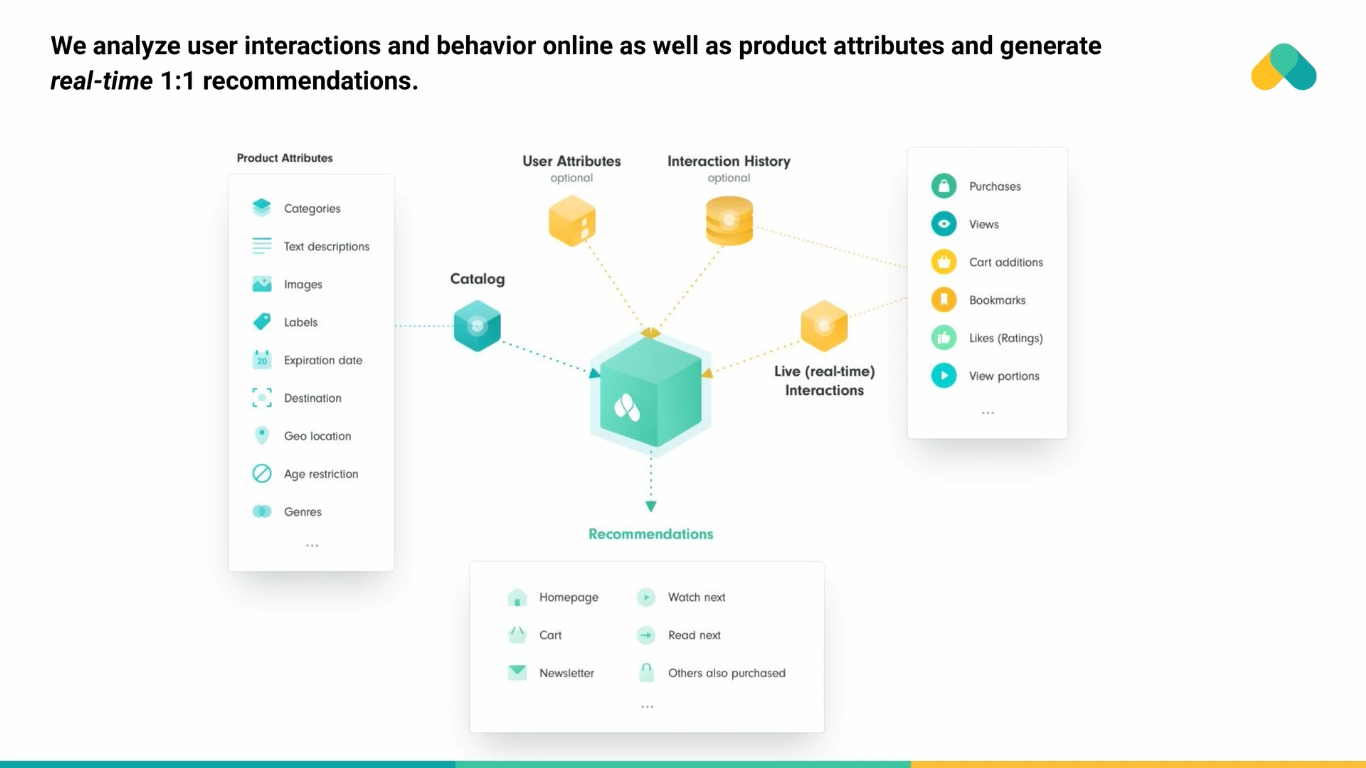 We analyze user interactions and behavior online as well as product attributes and generate
real-time 1:1 recommendations.
Product Attributes
Categories
Text descriptions
Images
Labels
20
Expiration date
Destination
Geo location
Age restriction
Genres
...
User Attributes
optional
Interaction History
optional
Catalog
Live (real-time)
Interactions
Purchases
Views
Cart additions
Bookmarks
Likes (Ratings)
View portions
...
Recommendations
Homepage
Cart
Newsletter
Watch next
Read next
Others also purchased
...